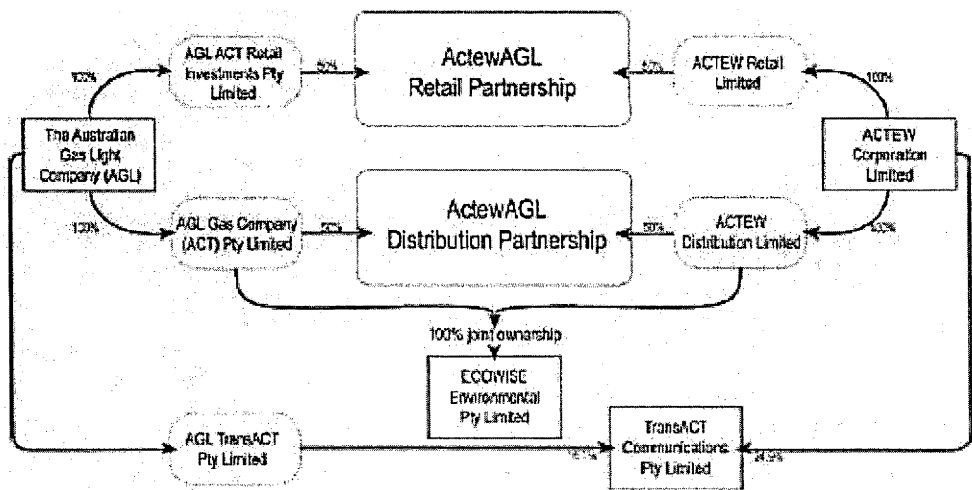 AGL ACT Retail
Investments Pty
Limited
100%
50%
ActewAGL
Retail Partnership
50%
ACTEW Retail
Limited
100%
The Australian
Gas Light
Company (AGL)
ACTEW
Corporation
Limited
100%
AGL Gas Company
(ACT) Pty Limited
50%
ActewAGL
Distribution Partnership
50%
ACTEW
Distribution Limited
100%
100% joint ownership
ECOWISE
Environmental
Pty Limited
AGL TransACT
Pty Limited
TransACT
Communications
Pty Limited